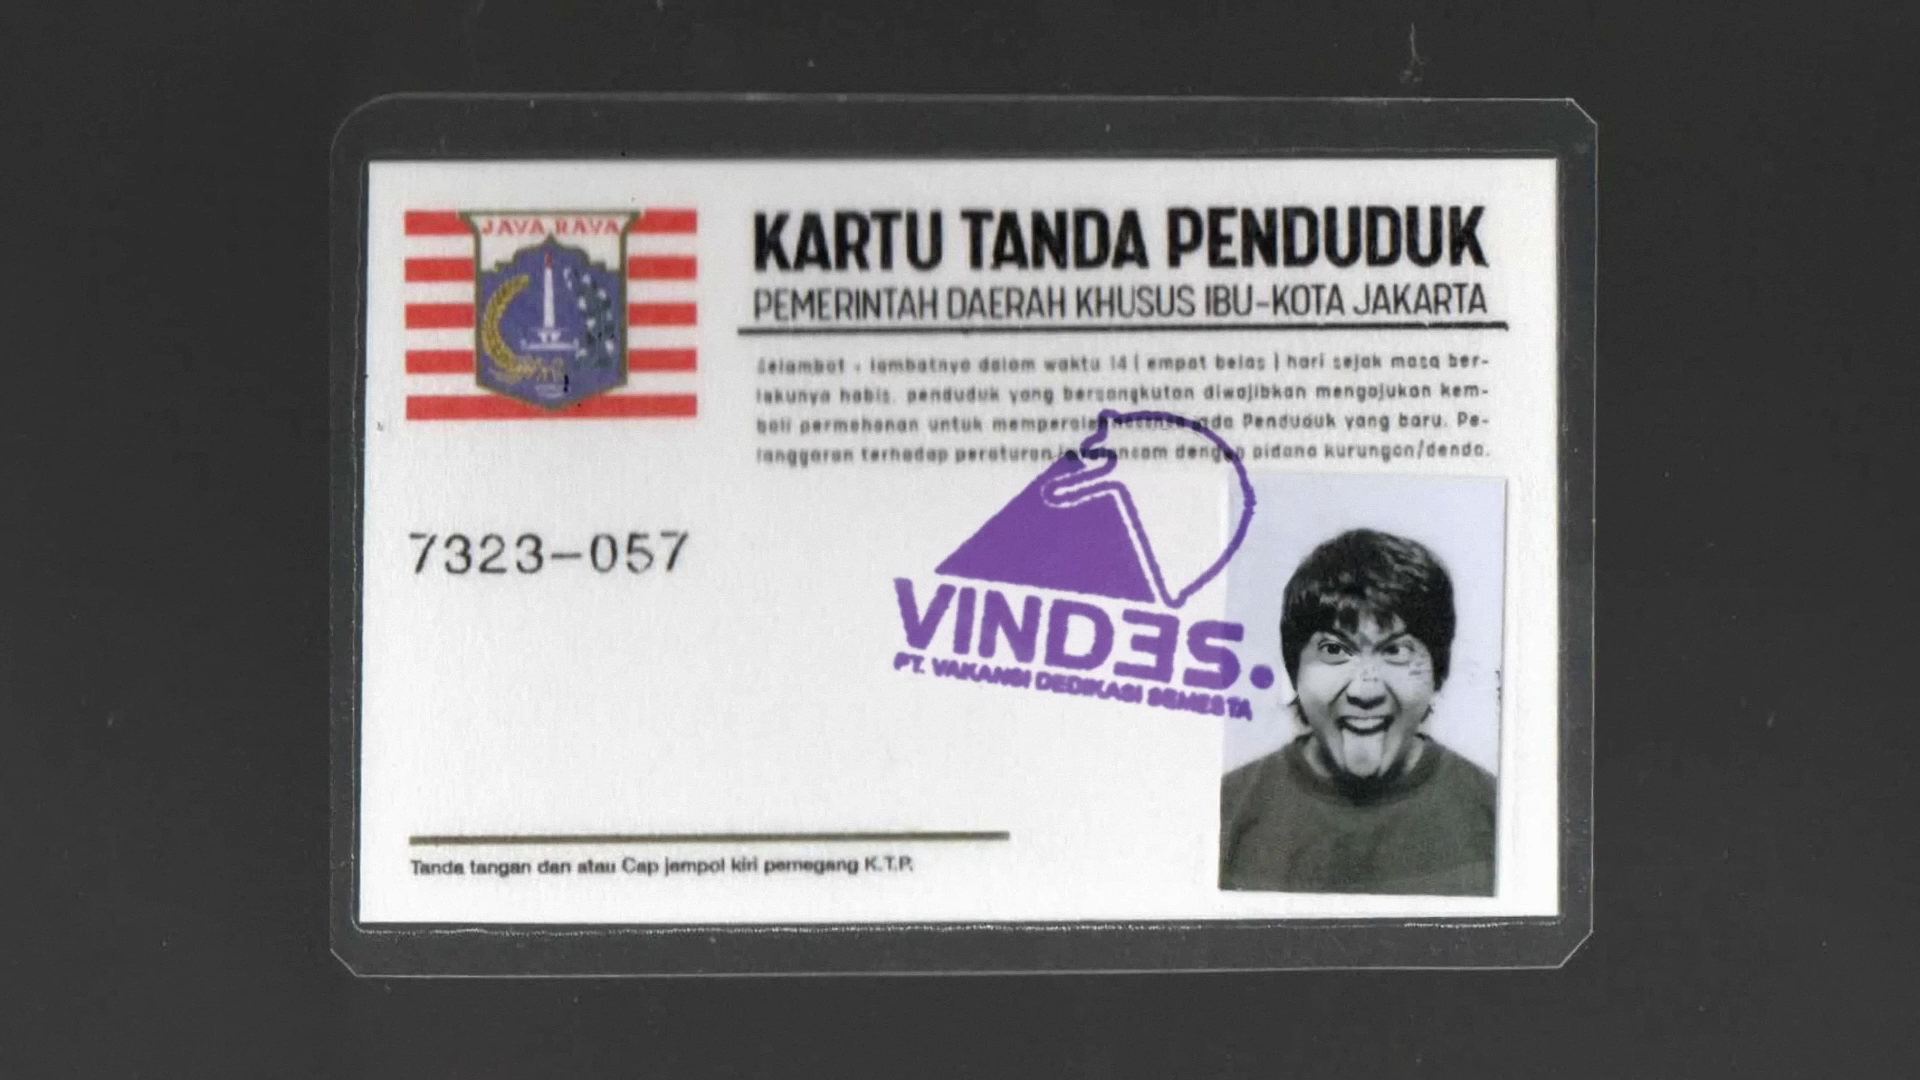 JAYA RAYA
KARTU TANDA PENDUDUK
PEMERINTAH DAERAH KHUSUS IBU-KOTA JAKARTA
Selambat - lambatnya dalam waktu 14 ( empat belas ) hari sejak masa ber-
lakunya habis, penduduk yang bersangkutan diwajibkan mengajukan kem-
bali permohonan untuk memperoleh Penduduk yang baru. Pe-
langgaran terhadap peraturan dengan pidana kurungan/denda.
7323-057
VINDES.
PT. VAKANSI DEDIKASI SEMESTA
Tanda tangan dan atau Cap jempol kiri pemegang K.T.P.